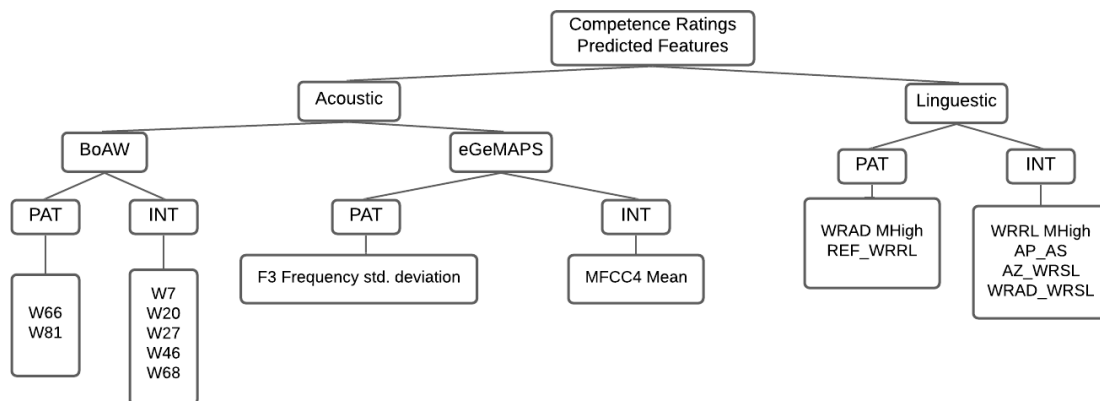 Competence Ratings
Predicted Features
Acoustic
Linguestic
BoAW
eGeMAPS
PAT
INT
PAT
INT
PAT
INT
W66
W81
W7
W20
W27
W46
W68
F3 Frequency std. deviation
MFCC4 Mean
WRAD MHigh
REF_WRRL
WRRL MHigh
AP_AS
AZ_WRSL
WRAD_WRSL